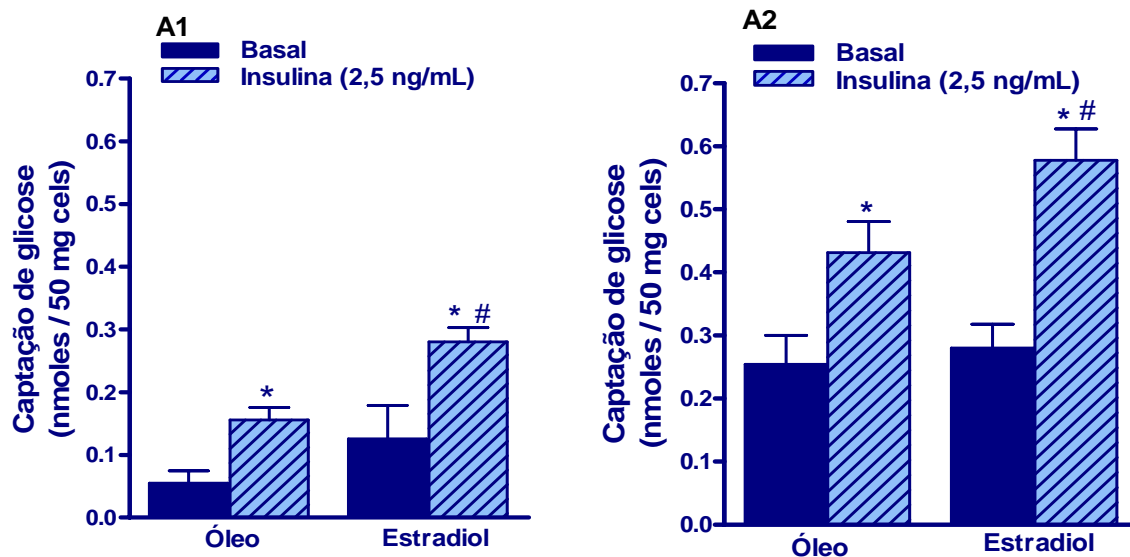 A1
Basal
Insulina (2,5 ng/mL)
Captação de glicose
(nmoles / 50 mg cels)
0.7
0.6
0.5
0.4
0.3
0.2
0.1
0.0
*
* #
Óleo
Estradiol
A2
Basal
Insulina (2,5 ng/mL)
Captação de glicose
(nmoles / 50 mg cels)
0.7
0.6
0.5
0.4
0.3
0.2
0.1
0.0
*
* #
Óleo
Estradiol